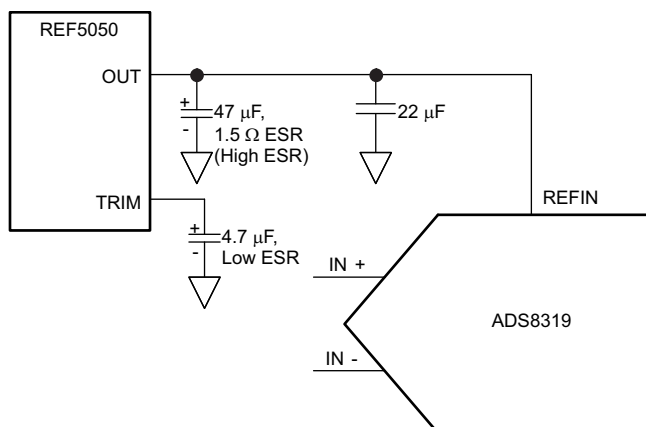 REF5050
OUT
+
-
47 μF,
1.5 Ω ESR
(High ESR)
22 μF
TRIM
+
-
4.7 μF,
Low ESR
REFIN
IN +
ADS8319
IN -